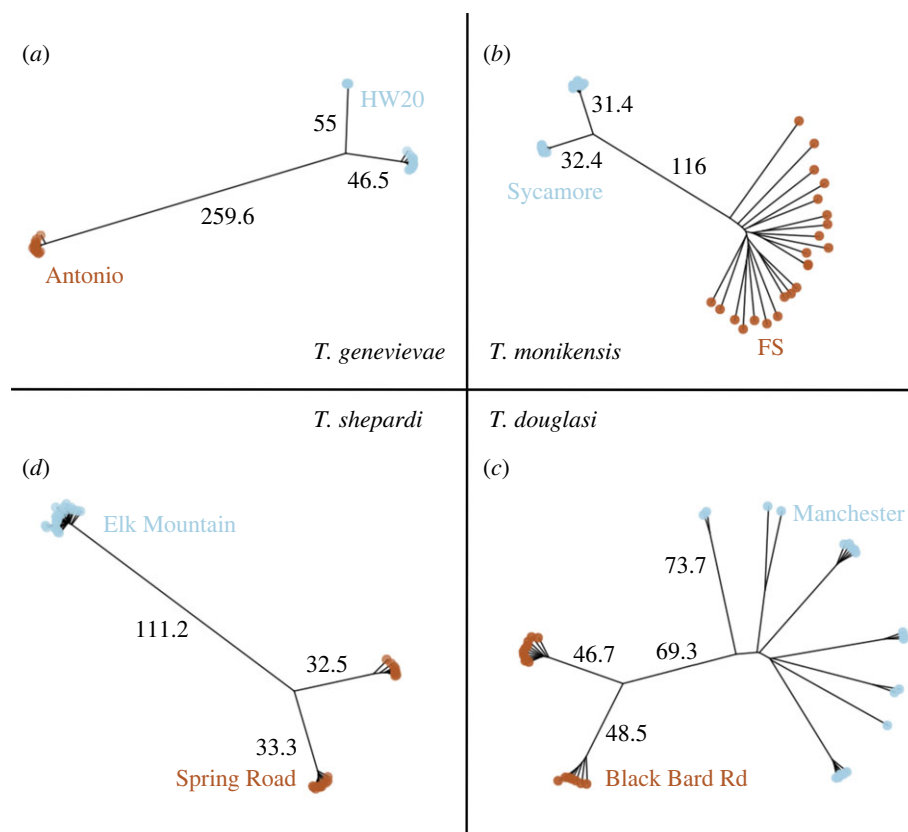 (a)
HW20
55
46.5
259.6
Antonio
T. genevievae
(b)
31.4
32.4
116
Sycamore
FS
T. monikensis
T. shepardi
(d)
Elk Mountain
111.2
32.5
33.3
Spring Road
T. douglasi
(c)
Manchester
73.7
46.7
69.3
48.5
Black Bard Rd